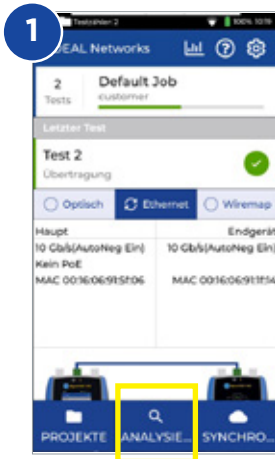 1
Testzählen 2
100% 10:19
DEAL Networks
2
Tests
Default Job
customer
Letzter Test
Test 2
Übertragung
Optisch
Ethernet
Wiremap
Haupt
Endgerät
10 Gb/s(AutoNeg Ein)
10 Gb/s(AutoNeg Ein)
Kein PoE
MAC 00:16:06:91:5f:06
MAC 00:16:06:91:1f:14
PROJEKTE
ANALYSIE...
SYNCHRO...